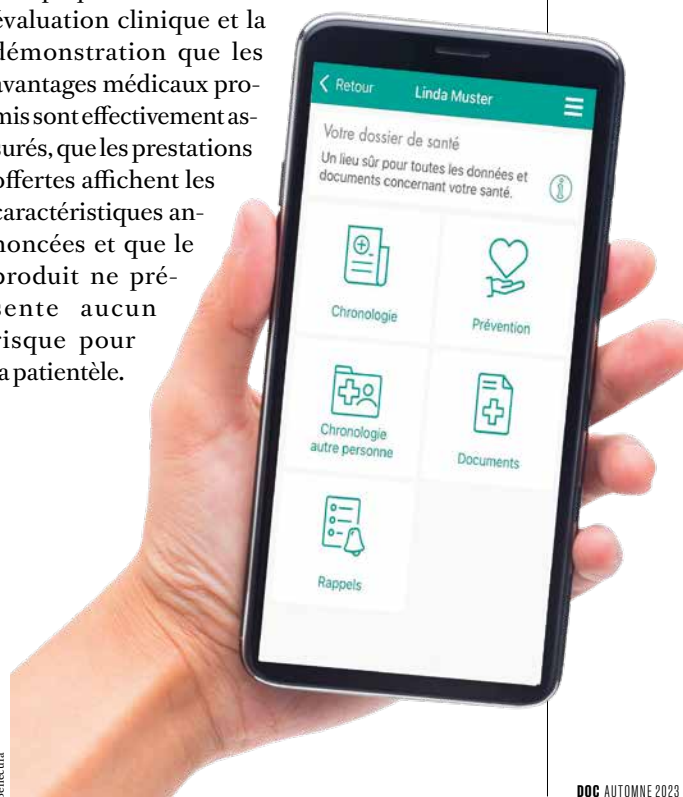 évaluation clinique et la
démonstration que les
avantages médicaux pro-
mis sont effectivement as-
surés, que les prestations
offertes affichent les
caractéristiques an-
noncées et que le
produit ne pré-
sente aucun
risque pour
la patientèle.
Retour
Linda Muster
Votre dossier de santé
Un lieu sûr pour toutes les données et
documents concernant votre santé.
Chronologie
Prévention
Chronologie
autre personne
Documents
Rappels
DOC AUTOMNE 2023